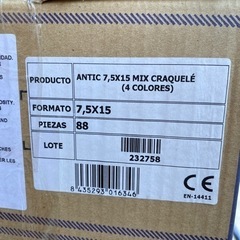 PRODUCTO ANTIC 7,5X15 MIX CRAQUELÉ
(4 COLORES)
FORMATO 7,5X15
PIEZAS 88
LOTE
232758
8 435293 016346
CE
EN-14411